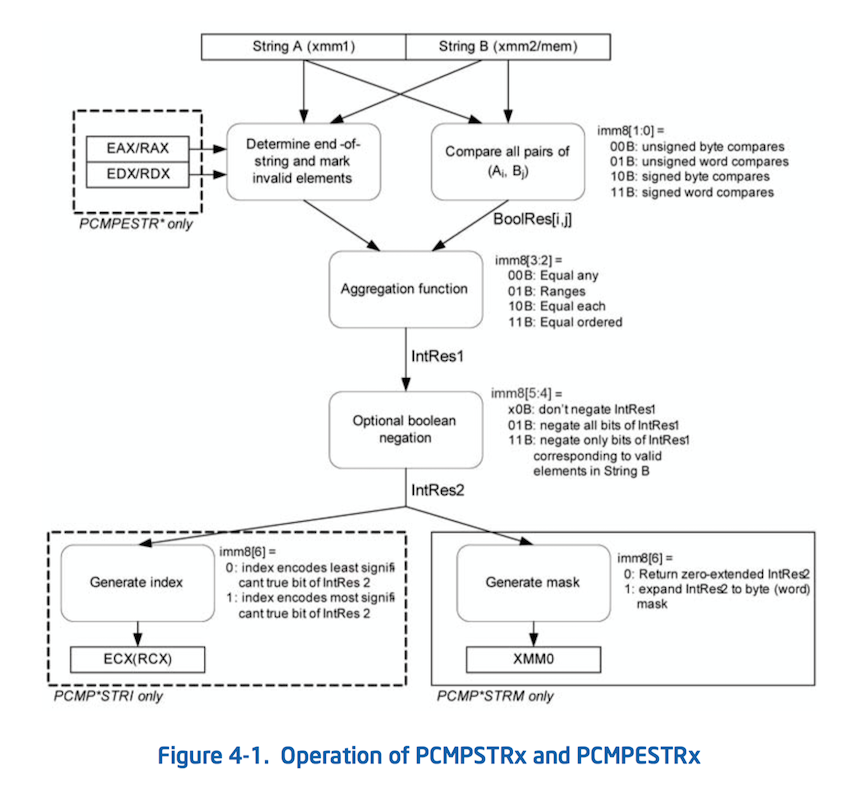 String A (xmm1)
String B (xmm2/mem)
EAX/RAX
EDX/RDX
PCMPESTR* only
Determine end -of-
string and mark
invalid elements
Compare all pairs of
(Ai, Bj)
imm8[1:0] =
00B: unsigned byte compares
01B: unsigned word compares
10B: signed byte compares
11B: signed word compares
BoolRes[i,j]
Aggregation function
imm8[3:2] =
00B: Equal any
01B: Ranges
10B: Equal each
11B: Equal ordered
IntRes1
Optional boolean
negation
imm8[5:4] =
x0B: don't negate IntRes1
01B: negate all bits of IntRes1
11B: negate only bits of IntRes1
corresponding to valid
elements in String B
IntRes2
Generate index
imm8[6] =
0: index encodes least signifi
cant true bit of IntRes 2
1: index encodes most signifi
cant true bit of IntRes 2
ECX(RCX)
PCMP*STRI only
Generate mask
imm8[6] =
0: Return zero-extended IntRes2
1: expand IntRes2 to byte (word)
mask
XMM0
PCMP*STRM only
Figure 4-1. Operation of PCMPSTRx and PCMPESTRx